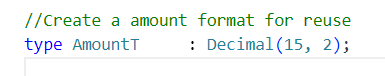 //Create a amount format for reuse
type AmountT     : Decimal(15, 2);